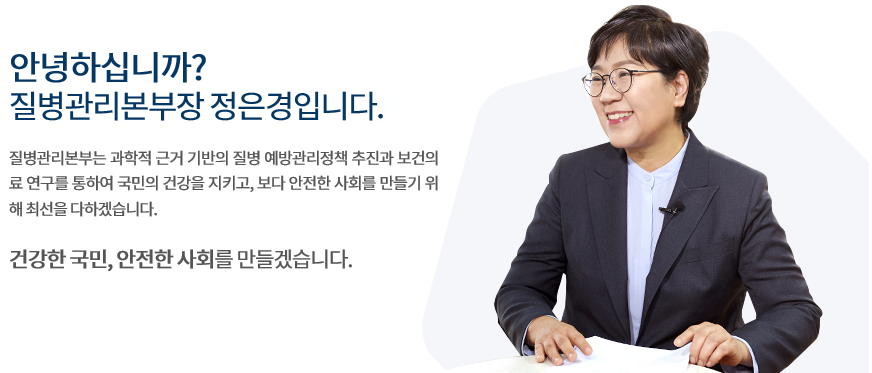 안녕하십니까?
질병관리본부장 정은경입니다.
질병관리본부는 과학적 근거 기반의 질병 예방관리정책 추진과 보건의
료 연구를 통하여 국민의 건강을 지키고, 보다 안전한 사회를 만들기 위
해 최선을 다하겠습니다.
건강한 국민, 안전한 사회를 만들겠습니다.